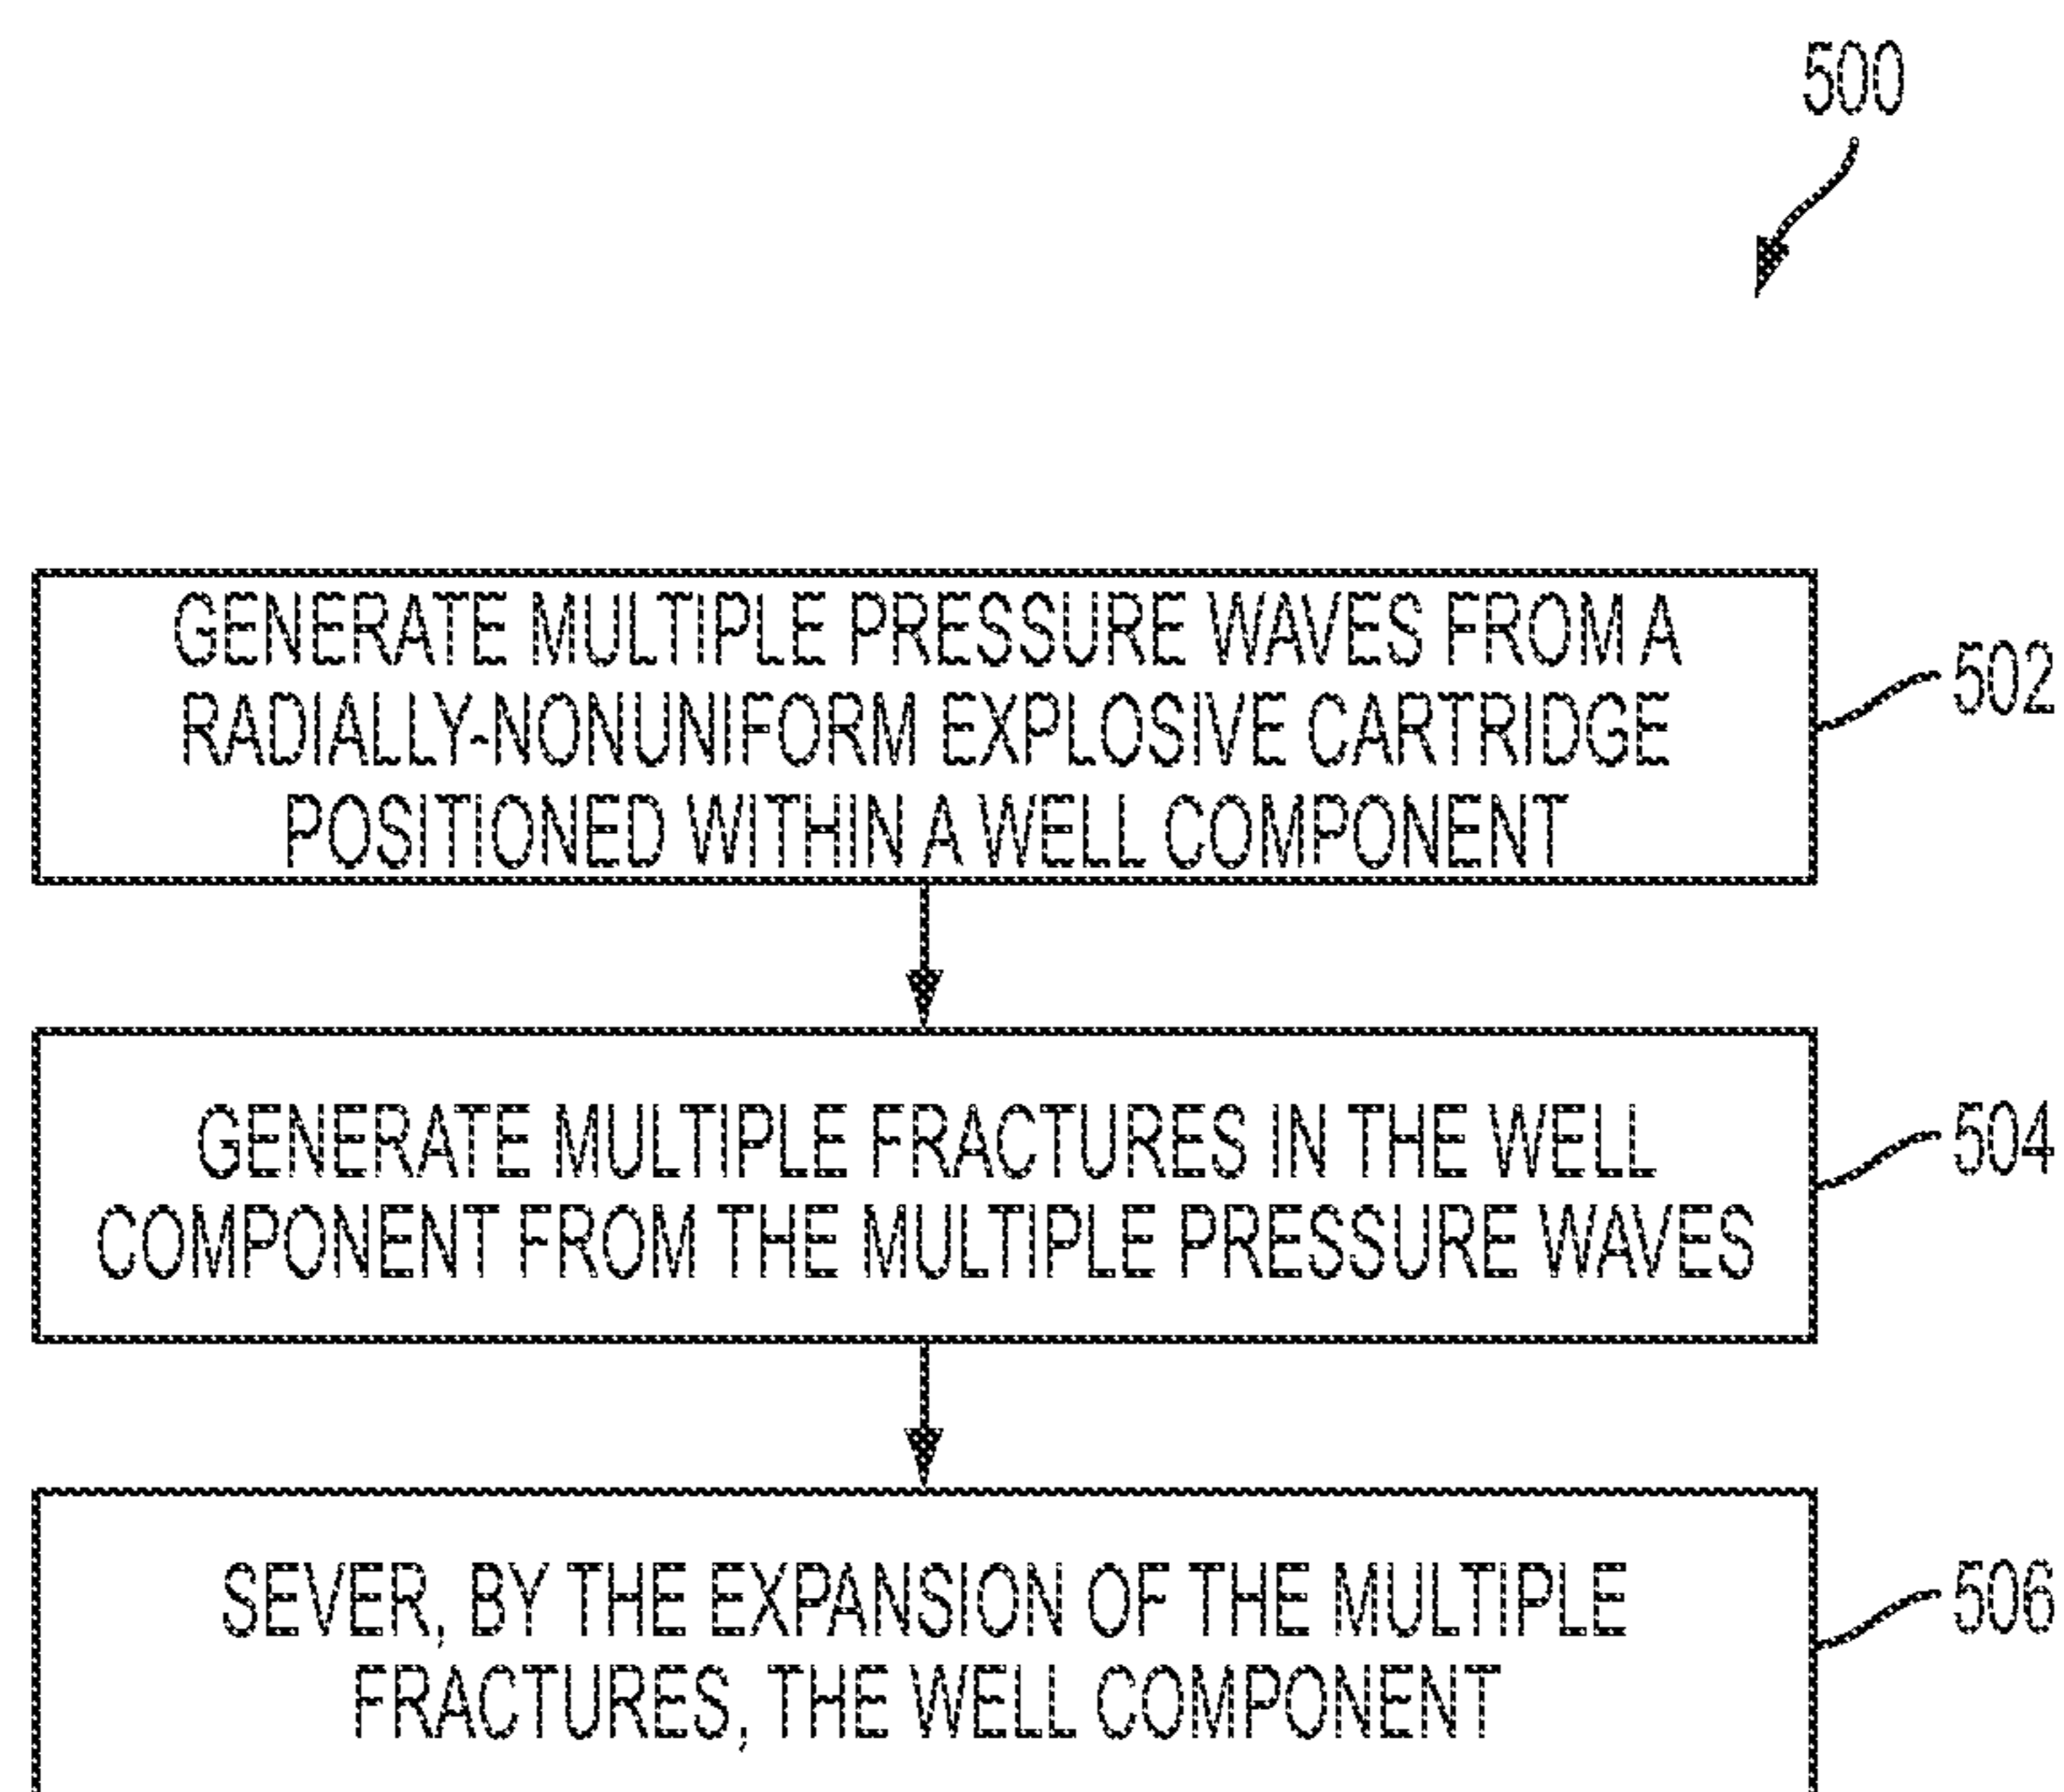 500
GENERATE MULTIPLE PRESSURE WAVES FROM A
RADIALLY-NONUNIFORM EXPLOSIVE CARTRIDGE
POSITIONED WITHIN A WELL COMPONENT
502
GENERATE MULTIPLE FRACTURES IN THE WELL
COMPONENT FROM THE MULTIPLE PRESSURE WAVES
504
SEVER, BY THE EXPANSION OF THE MULTIPLE
FRACTURES, THE WELL COMPONENT
506